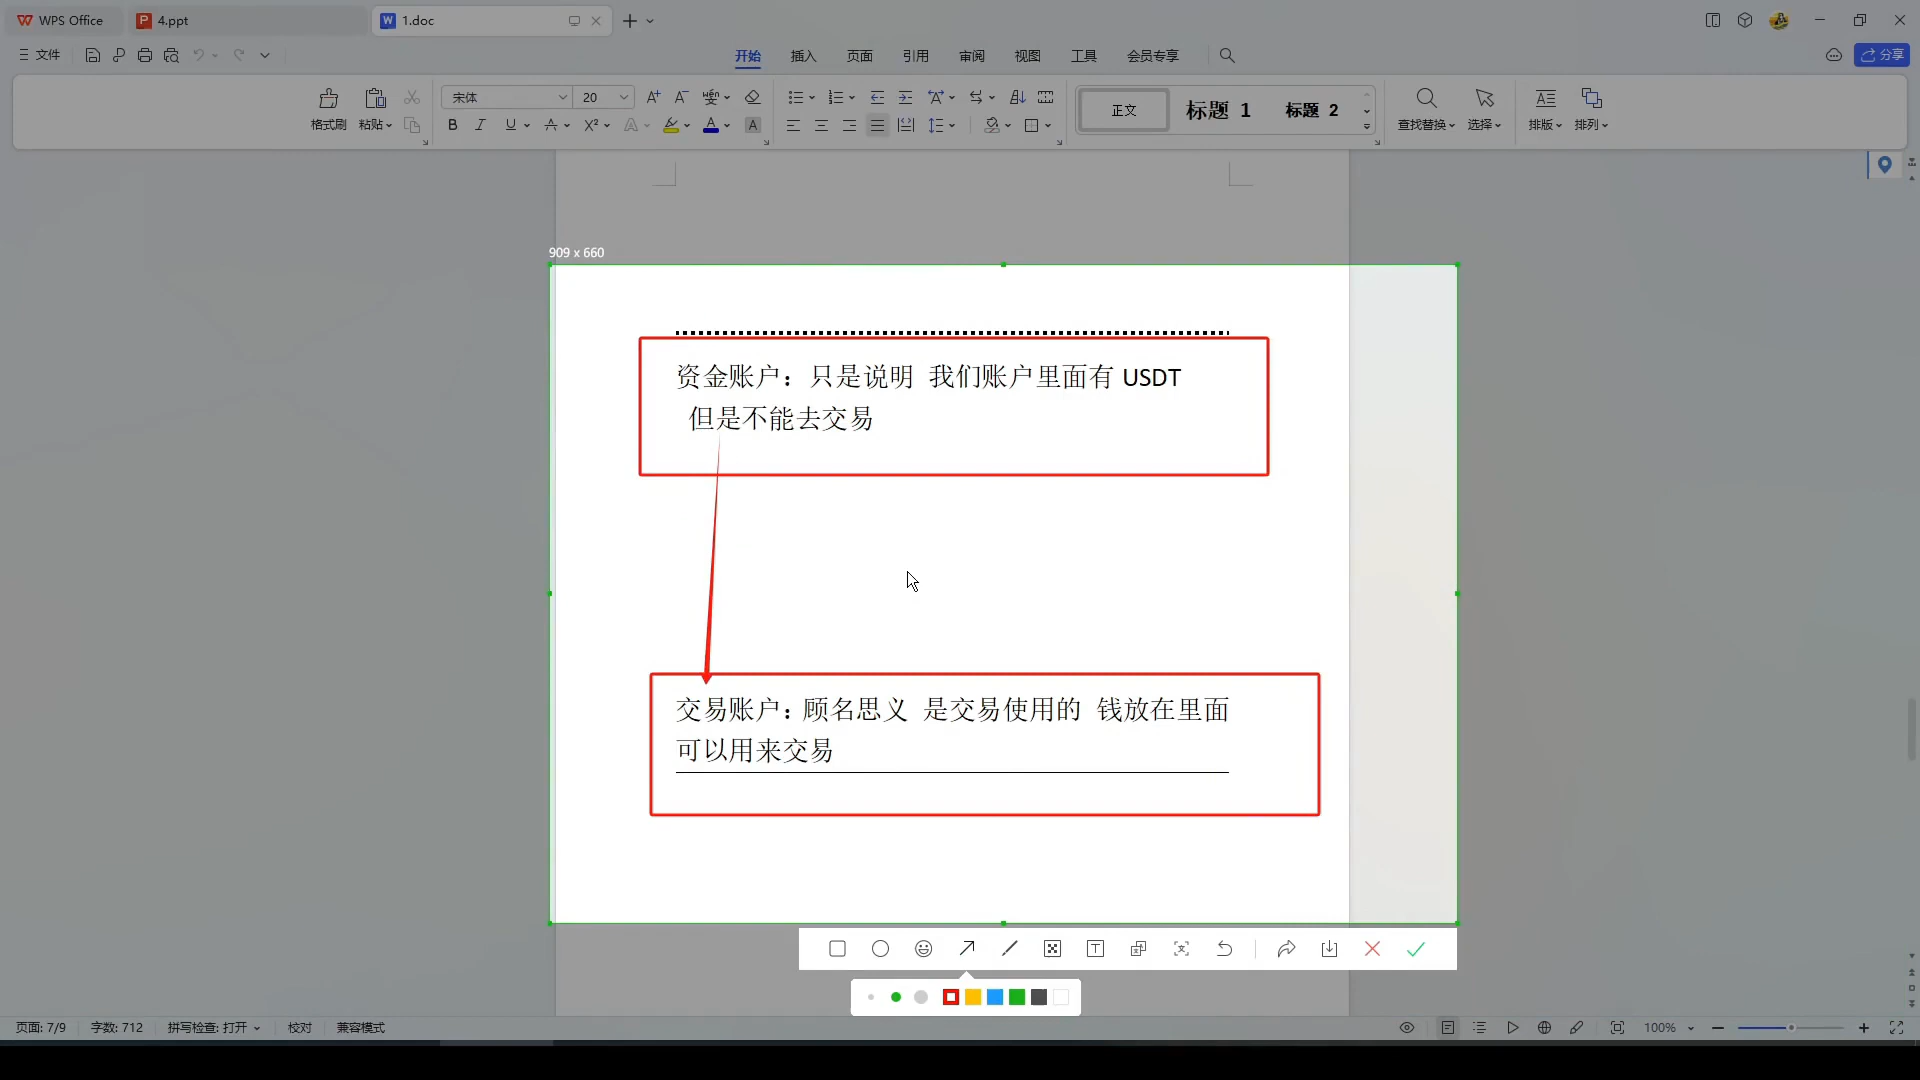 WPS Office
4.ppt
1.doc
文件
开始
插入
页面
引用
审阅
视图
工具
会员专享
分享
格式刷
粘贴
宋体
20
正文
标题 1
标题 2
查找替换
选择
排版
排列
909 x 660
资金账户：只是说明 我们账户里面有 USDT
但是不能去交易
交易账户：顾名思义 是交易使用的 钱放在里面
可以用来交易
页面: 7/9
字数: 712
拼写检查: 打开
校对
兼容模式
100%